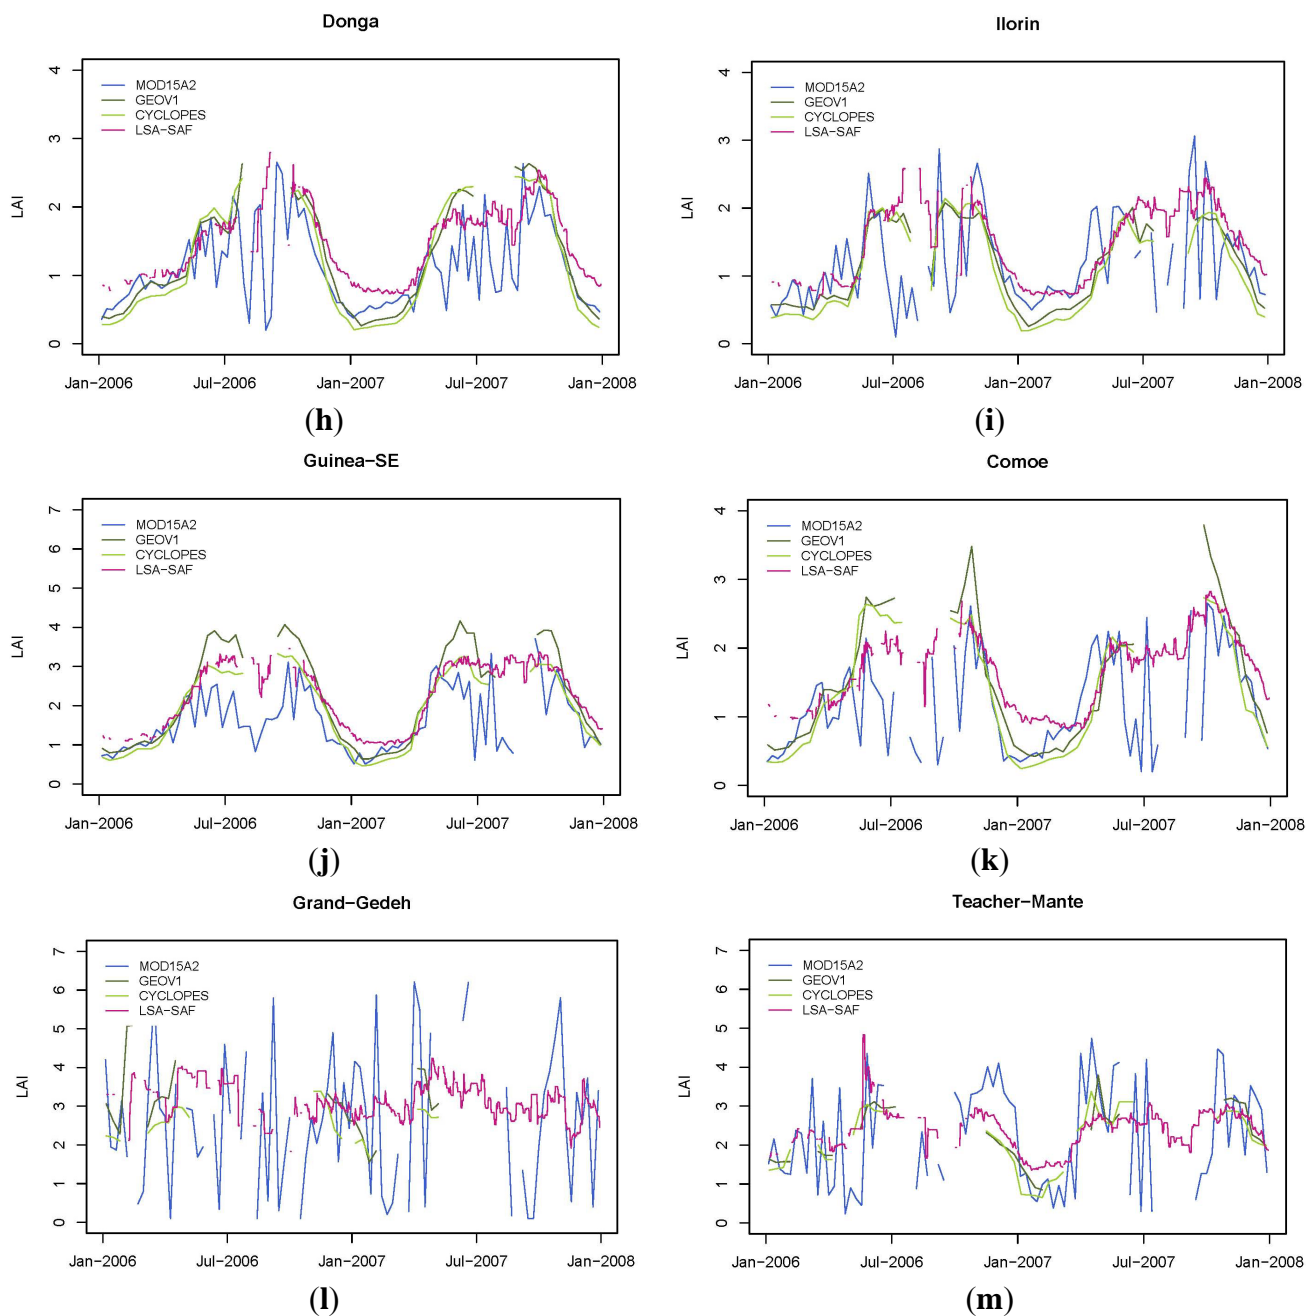 Donga
4
3
2
1
0
LAI
MOD15A2
GEOV1
CYCLOPES
LSA-SAF
Jan-2006 Jul-2006 Jan-2007 Jul-2007 Jan-2008
(h)
Ilorin
4
3
2
1
0
LAI
MOD15A2
GEOV1
CYCLOPES
LSA-SAF
Jan-2006 Jul-2006 Jan-2007 Jul-2007 Jan-2008
(i)
Guinea-SE
7
6
5
4
3
2
1
0
LAI
MOD15A2
GEOV1
CYCLOPES
LSA-SAF
Jan-2006 Jul-2006 Jan-2007 Jul-2007 Jan-2008
(j)
Comoe
4
3
2
1
0
LAI
MOD15A2
GEOV1
CYCLOPES
LSA-SAF
Jan-2006 Jul-2006 Jan-2007 Jul-2007 Jan-2008
(k)
Grand-Gedeh
7
6
5
4
3
2
1
0
LAI
MOD15A2
GEOV1
CYCLOPES
LSA-SAF
Jan-2006 Jul-2006 Jan-2007 Jul-2007 Jan-2008
(l)
Teacher-Mante
7
6
5
4
3
2
1
0
LAI
MOD15A2
GEOV1
CYCLOPES
LSA-SAF
Jan-2006 Jul-2006 Jan-2007 Jul-2007 Jan-2008
(m)